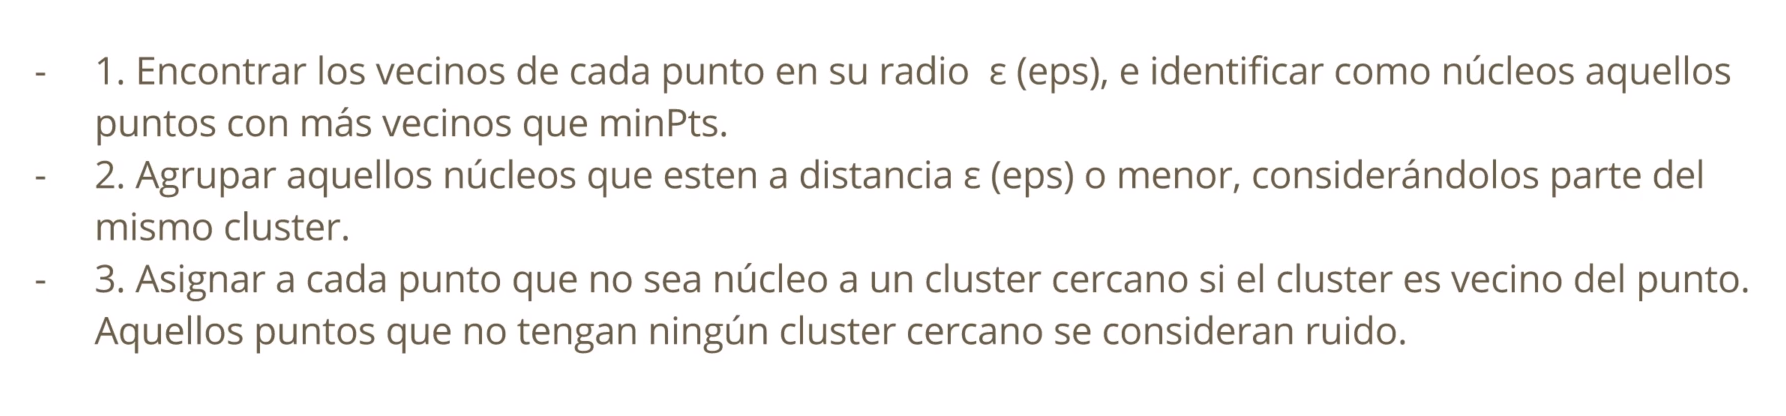 - 1. Encontrar los vecinos de cada punto en su radio ε (eps), e identificar como núcleos aquellos
puntos con más vecinos que minPts.
- 2. Agrupar aquellos núcleos que esten a distancia ε (eps) o menor, considerándolos parte del
mismo cluster.
- 3. Asignar a cada punto que no sea núcleo a un cluster cercano si el cluster es vecino del punto.
Aquellos puntos que no tengan ningún cluster cercano se consideran ruido.